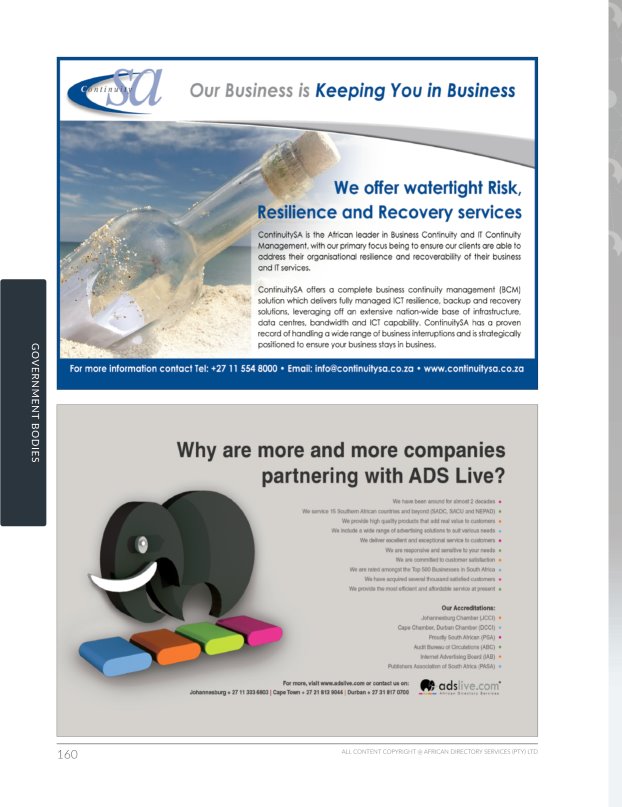 Continuity
SA
Our Business is Keeping You in Business
We offer watertight Risk,
Resilience and Recovery services
ContinuitySA is the African leader in Business Continuity and IT Continuity
Management, with our primary focus being to ensure our clients are able to
address their organisational resilience and recoverability of their business
and IT services.
ContinuitySA offers a complete business continuity management (BCM)
solution which delivers fully managed ICT resilience, backup and recovery
solutions, leveraging off an extensive nation-wide base of infrastructure,
data centres, bandwidth and ICT capability. ContinuitySA has a proven
record of handling a wide range of business interruptions and is strategically
positioned to ensure your business stays in business.
For more information contact Tel: +27 11 554 8000 • Email: info@continuitysa.co.za • www.continuitysa.co.za
GOVERNMENT BODIES
Why are more and more companies
partnering with ADS Live?
We have been around for almost 2 decades •
We service 15 Southern African countries and beyond (SADC, SACU and NEPAD) •
We provide high quality products that add real value to customers •
We include a wide range of advertising solutions to suit various needs •
We deliver excellent and exceptional service to customers •
We are responsive and sensitive to your needs •
We are committed to customer satisfaction •
We are rated amongst the Top 500 Businesses in South Africa •
We have acquired several thousand satisfied customers •
We provide the most efficient and affordable service at present •
Our Accreditations:
Johannesburg Chamber (JCCI) •
Cape Chamber, Durban Chamber (DCCI) •
Proudly South African (PSA) •
Audit Bureau of Circulations (ABC) •
Internet Advertising Board (IAB) •
Publishers Association of South Africa (PASA) •
For more, visit www.adslive.com or contact us on:
Johannesburg + 27 11 333 6803 | Cape Town + 27 21 813 9044 | Durban + 27 31 817 0700
adslive.com
African Directory Services
160
ALL CONTENT COPYRIGHT @ AFRICAN DIRECTORY SERVICES (PTY) LTD